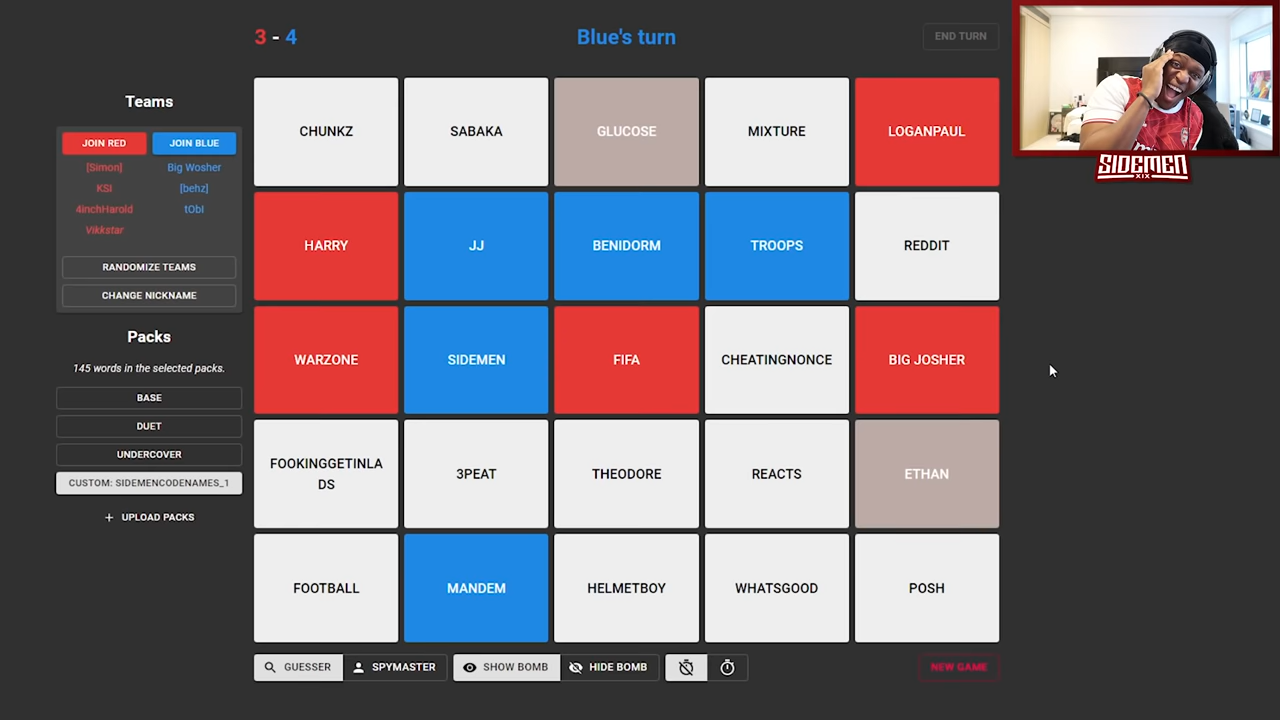 3 - 4
Blue's turn
END TURN
Teams
JOIN RED
JOIN BLUE
[Simon]
Big Wosher
KSI
[behz]
4inchHarold
tObI
Vikkstar
RANDOMIZE TEAMS
CHANGE NICKNAME
Packs
145 words in the selected packs.
BASE
DUET
UNDERCOVER
CUSTOM: SIDEMENCODENAMES_1
+ UPLOAD PACKS
CHUNKZ
SABAKA
GLUCOSE
MIXTURE
LOGANPAUL
HARRY
JJ
BENIDORM
TROOPS
REDDIT
WARZONE
SIDEMEN
FIFA
CHEATINGNONCE
BIG JOSHER
FOOKINGGETINLA
DS
3PEAT
THEODORE
REACTS
ETHAN
FOOTBALL
MANDEM
HELMETBOY
WHATSGOOD
POSH
GUESSER
SPYMASTER
SHOW BOMB
HIDE BOMB
NEW GAME
SIDEMEN
XIX